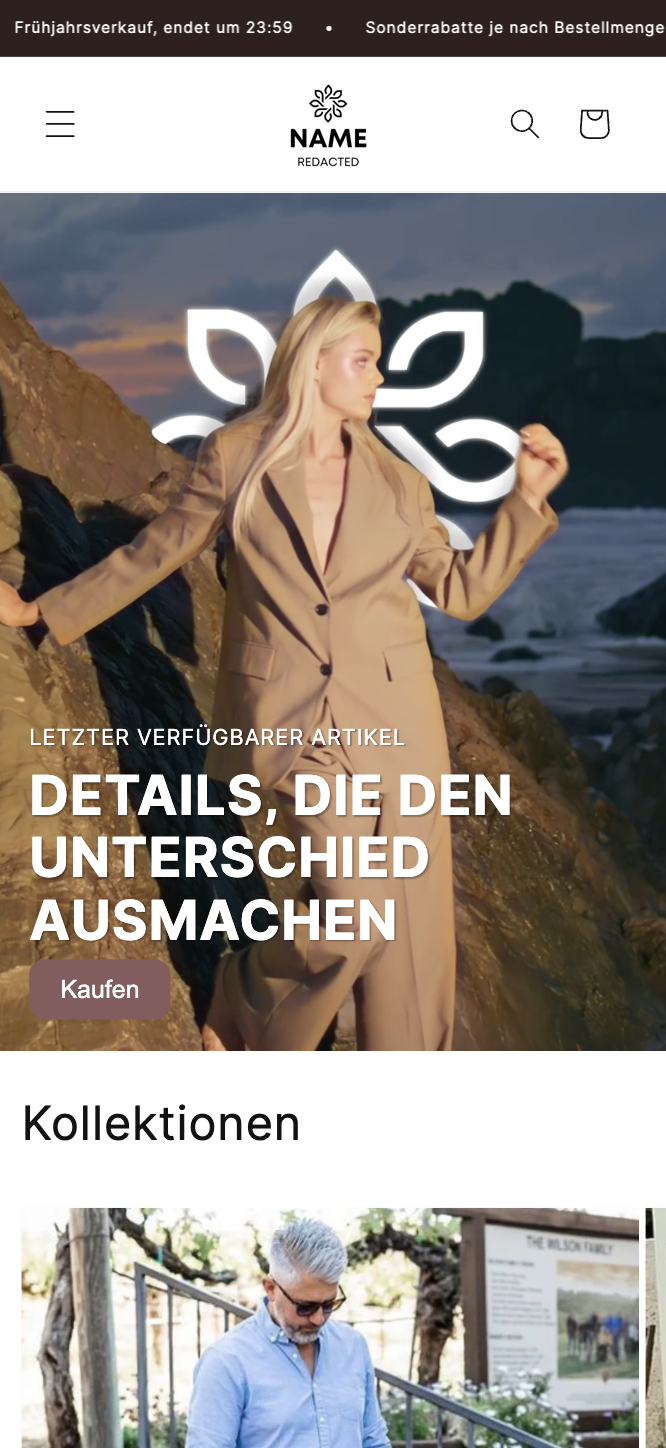 Frühjahrsverkauf, endet um 23:59 • Sonderrabatte je nach Bestellmenge
NAME
REDACTED
LETZTER VERFÜGBARER ARTIKEL
DETAILS, DIE DEN
UNTERSCHIED
AUSMACHEN
Kaufen
Kollektionen
THE WILSON FAMILY